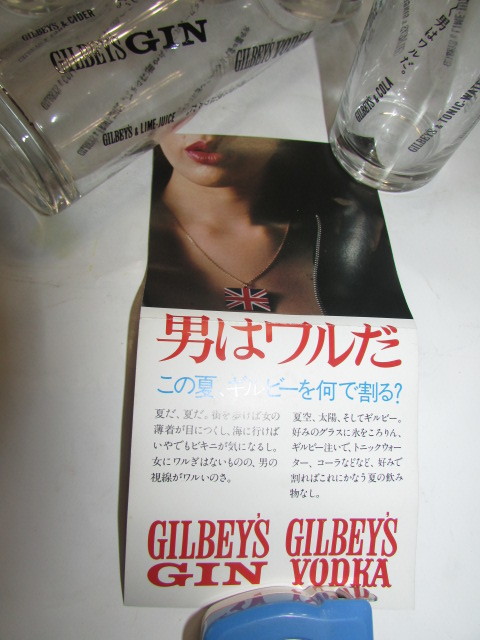 GILBEY'S & CIDER
GILBEY'S GIN
GILBEY'S VODKA
GILBEY'S & LIME-JUICE
男はワルだ。
GILBEY'S & COLA
GILBEY'S & TONIC-WATER
男はワルだ
この夏、ギルビーを何で割る?
夏だ、夏だ。街を歩けば女の
薄着が目につくし、海に行けば
いやでもビキニが気になるし。
女にワルぎはないものの、男の
視線がワルいのさ。
夏空、太陽、そしてギルビー。
好みのグラスに氷をころりん、
ギルビー注いで、トニックウォー
ター、コーラなどなど、好みで
割ればこれにかなう夏の飲み
物なし。
GILBEY'S
GIN
GILBEY'S
VODKA